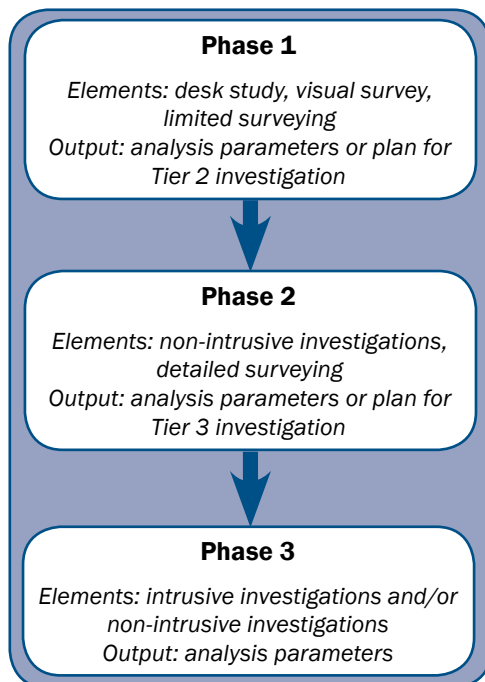 Phase 1
Elements: desk study, visual survey,
limited surveying
Output: analysis parameters or plan for
Tier 2 investigation
Phase 2
Elements: non-intrusive investigations,
detailed surveying
Output: analysis parameters or plan for
Tier 3 investigation
Phase 3
Elements: intrusive investigations and/or
non-intrusive investigations
Output: analysis parameters